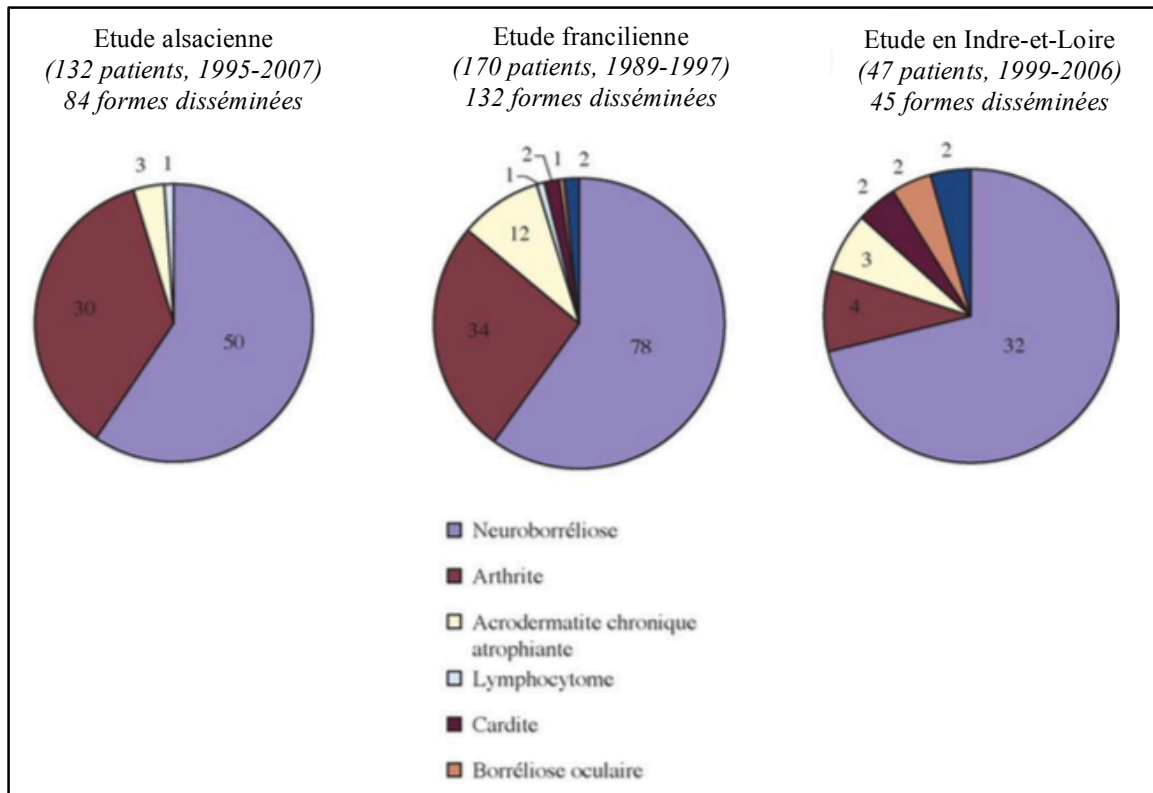 Etude alsacienne
(132 patients, 1995-2007)
84 formes disséminées
Etude francilienne
(170 patients, 1989-1997)
132 formes disséminées
Etude en Indre-et-Loire
(47 patients, 1999-2006)
45 formes disséminées
3 1
30
50
2 1 2
1
12
34
78
2
2
2
3
4
32
Neuroborréliose
Arthrite
Acrodermatite chronique
atrophiante
Lymphocytome
Cardite
Borréliose oculaire